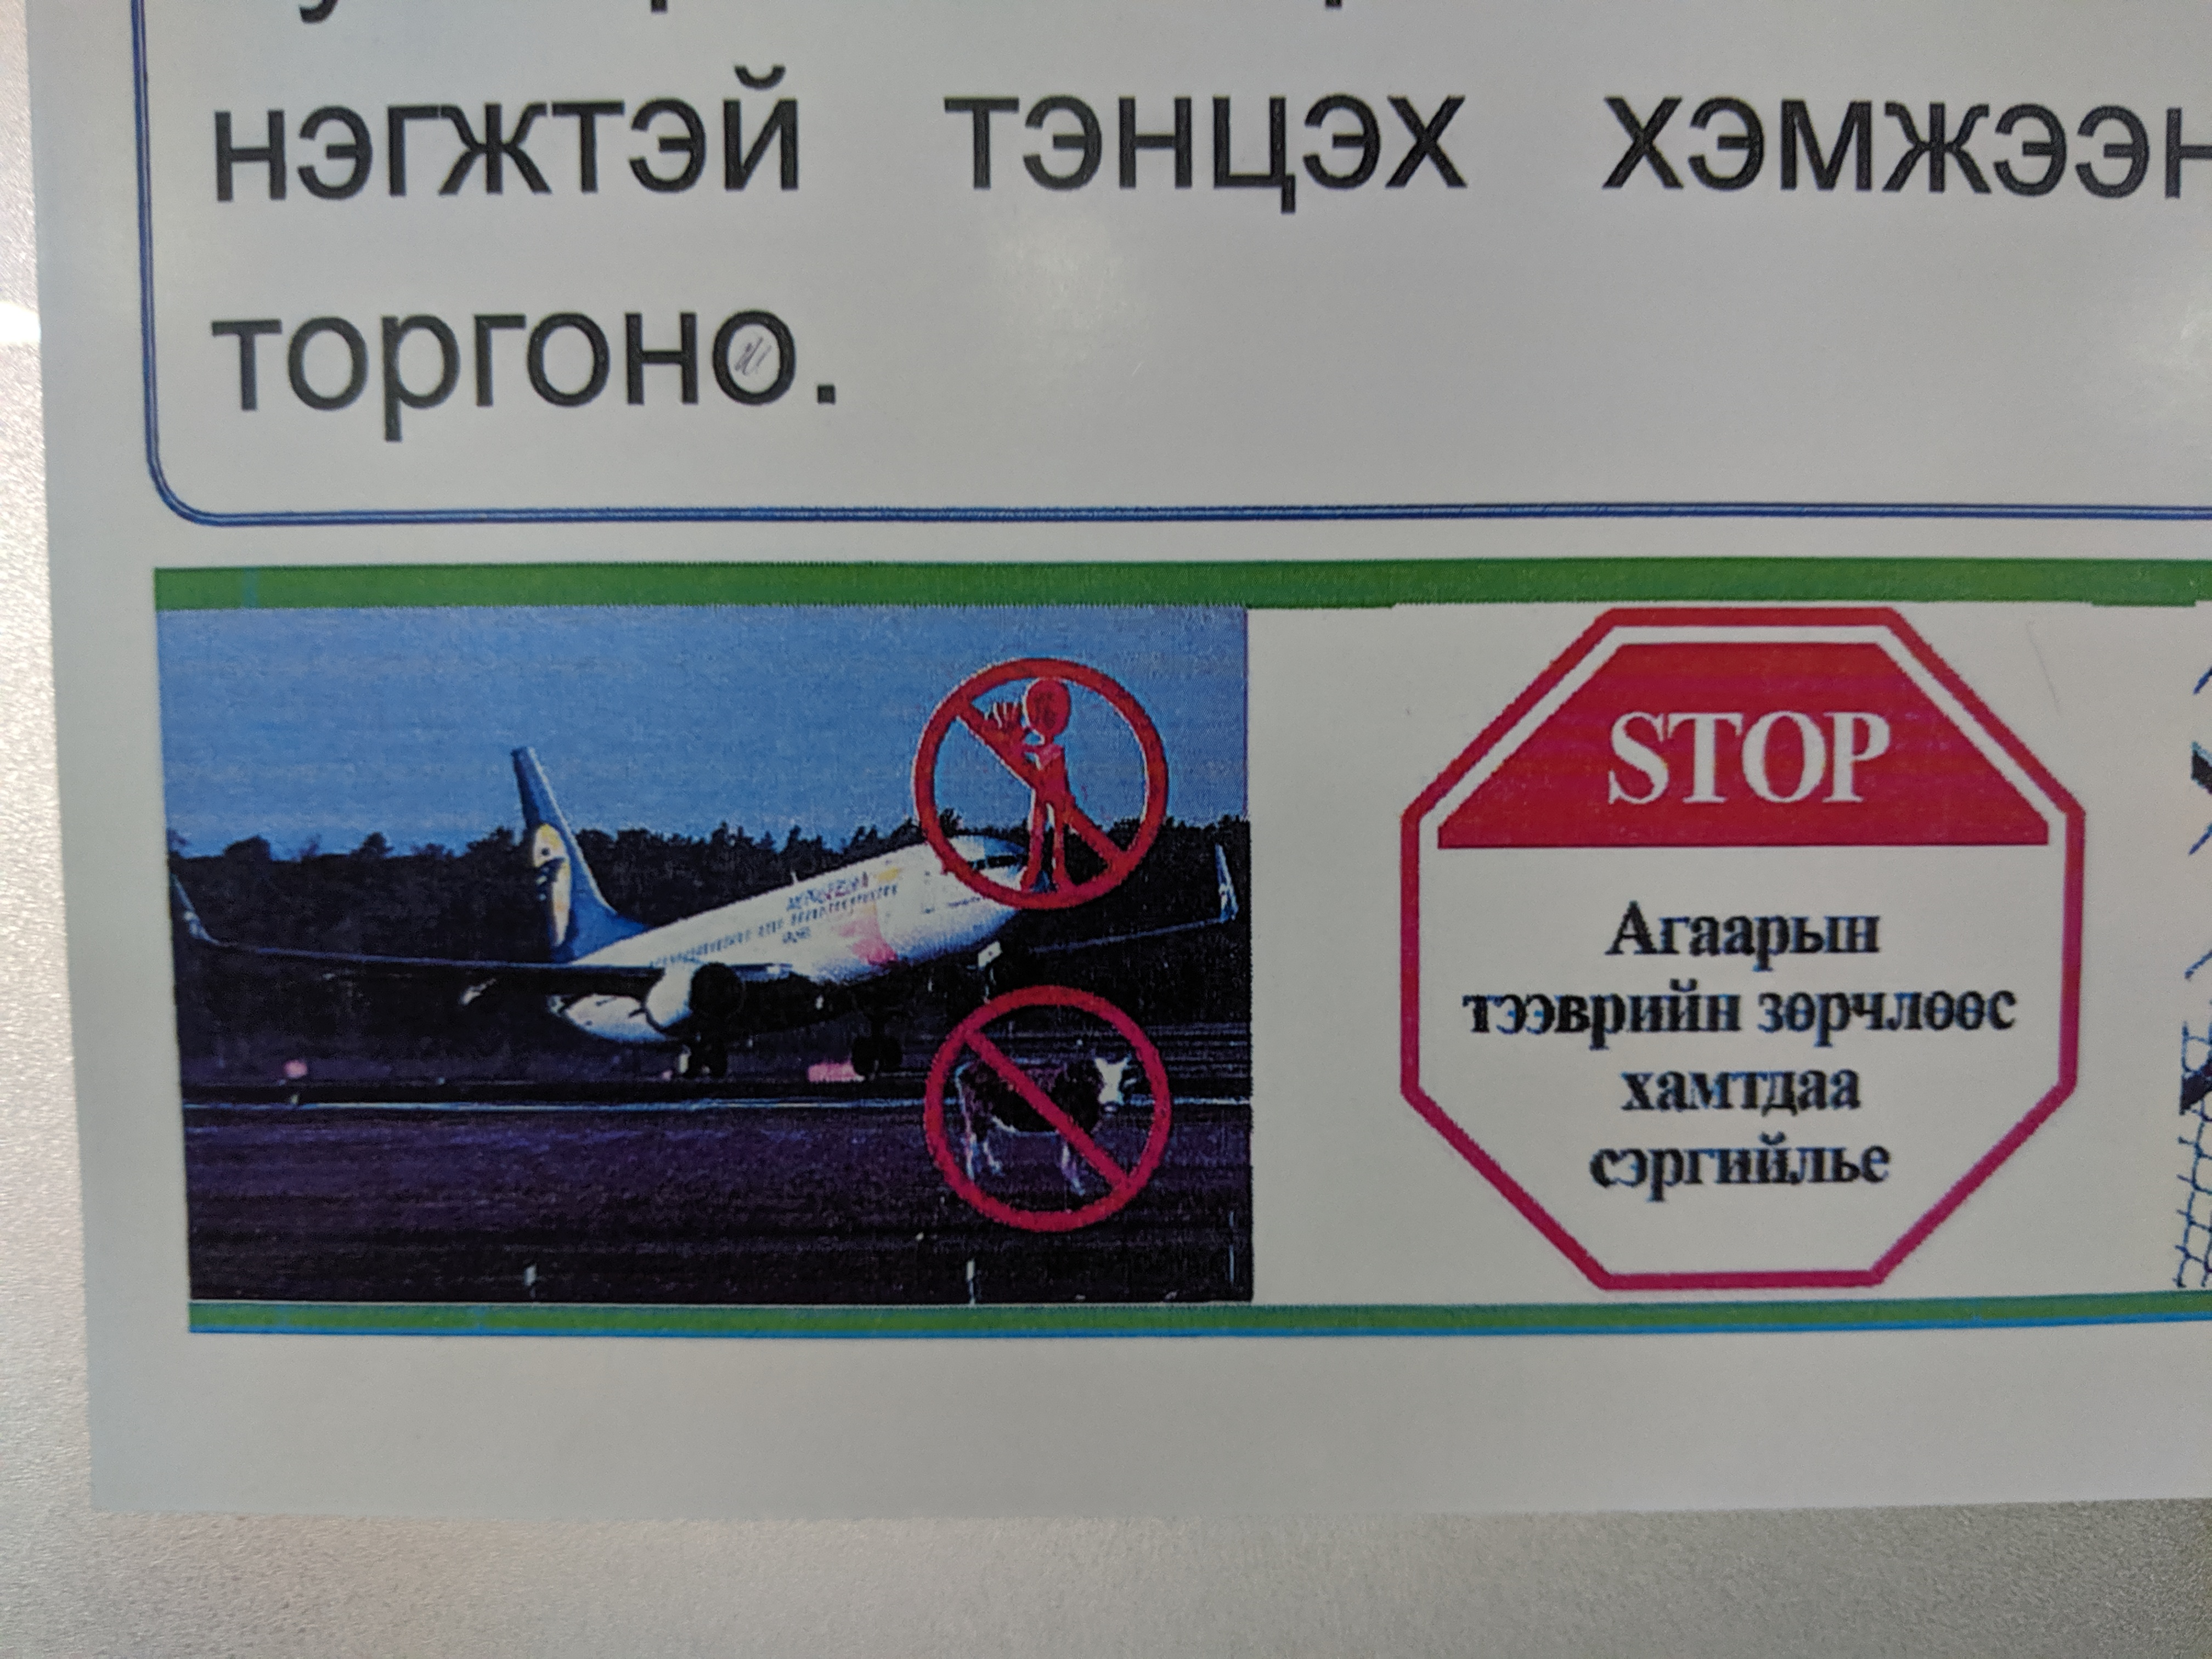 нэгжтэй тэнцэх хэмжээн
торгоно.
STOP
Агаарын
тээврийн зөрчлөөс
хамтдаа
сэргийлье